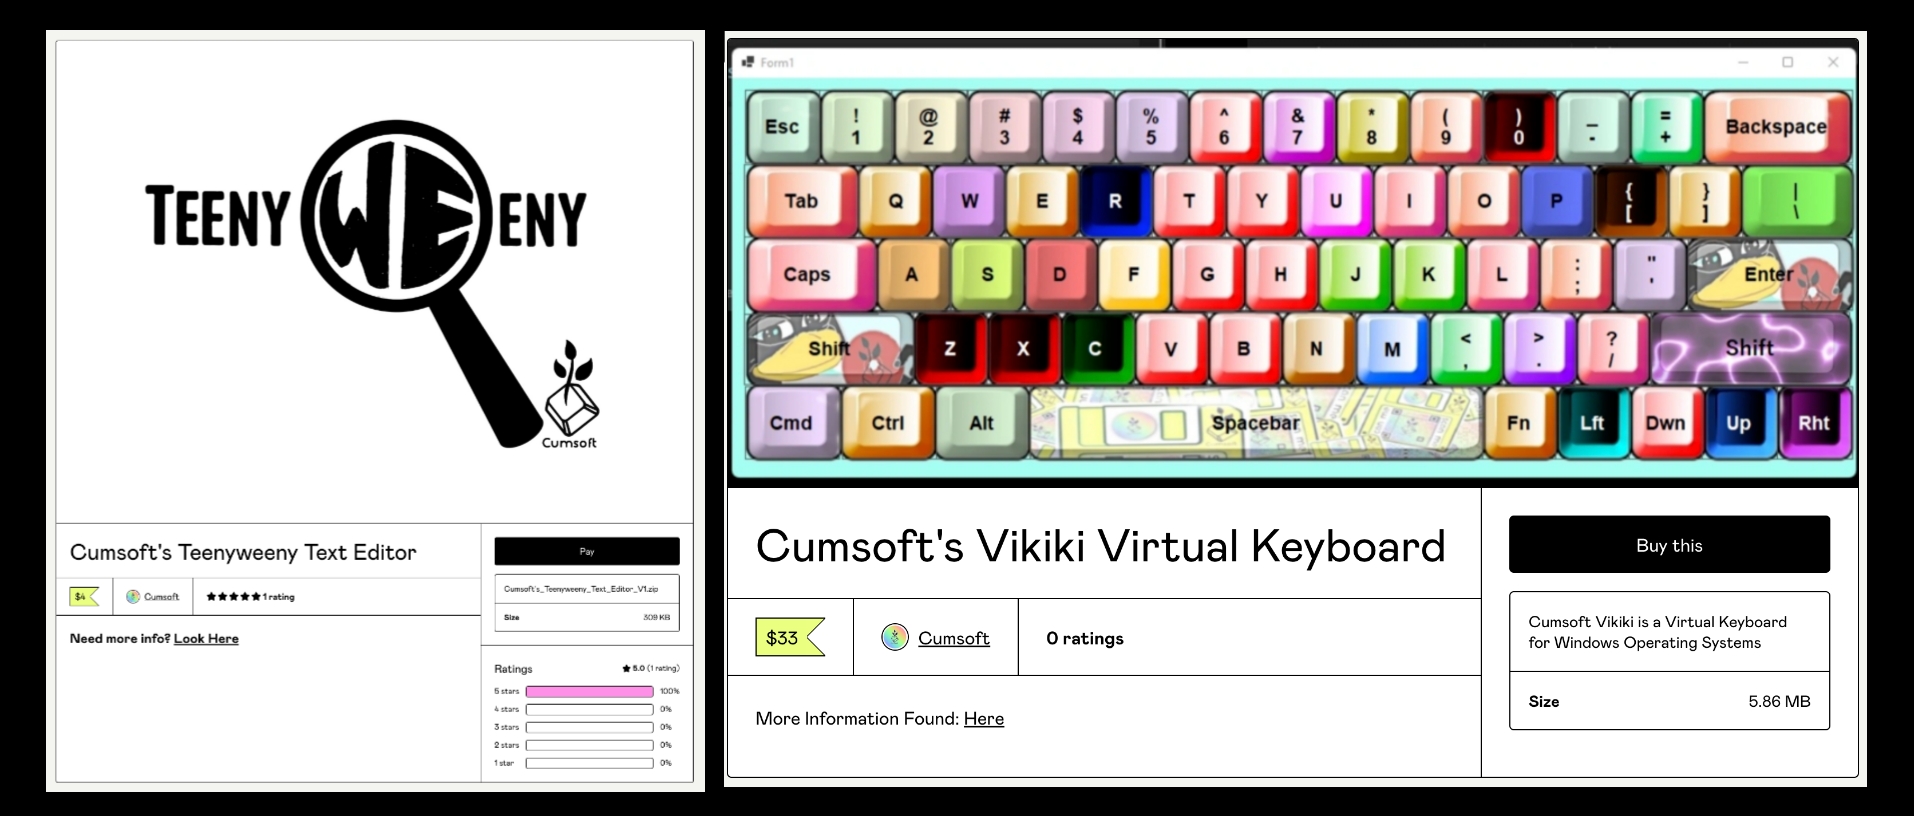 TEENY WEENY
Cumsoft
Cumsoft's Teenyweeny Text Editor
$4
Cumsoft
★★★★★ 1 rating
Need more info? Look Here
Pay
Cumsoft's_Teenyweeny_Text_Editor_V1.zip
Size 309 KB
Ratings ★ 5.0 (1 rating)
5 stars 100%
4 stars 0%
3 stars 0%
2 stars 0%
1 star 0%
Form1
Esc ! 1 @ 2 # 3 $ 4 % 5 ^ 6 & 7 * 8 ( 9 ) 0 _ - = + Backspace
Tab Q W E R T Y U I O P { [ } ] | \
Caps A S D F G H J K L : ; " ' Enter
Shift Z X C V B N M < , > . ? / Shift
Cmd Ctrl Alt Spacebar Fn Lft Dwn Up Rht
Cumsoft's Vikiki Virtual Keyboard
$33
Cumsoft
0 ratings
More Information Found: Here
Buy this
Cumsoft Vikiki is a Virtual Keyboard
for Windows Operating Systems
Size 5.86 MB